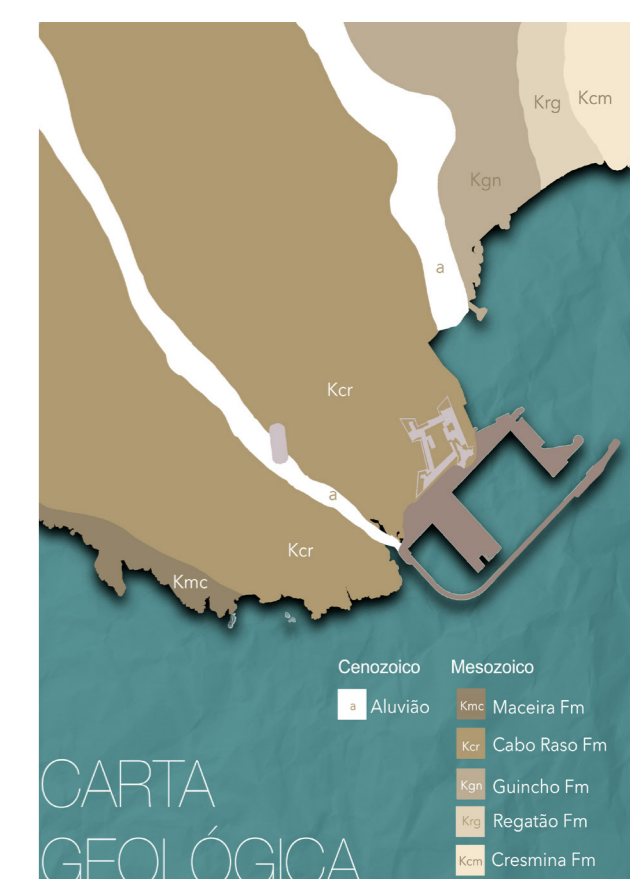 Krg
Kcm
Kgn
a
Kcr
a
Kcr
Kmc
Cenozoico
Mesozoico
a Aluvião
Kmc Maceira Fm
Kcr Cabo Raso Fm
Kgn Guincho Fm
Krg Regatão Fm
Kcm Cresmina Fm
CARTA
GEOLÓGICA